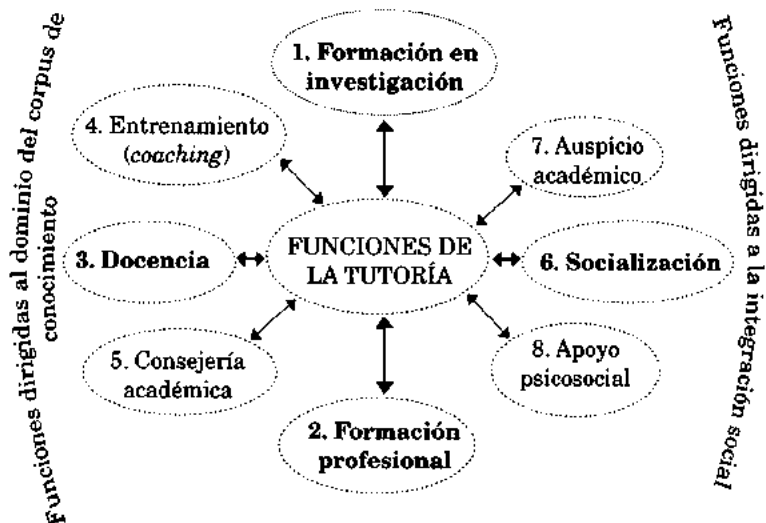 Funciones dirigidas al dominio del corpus de
conocimiento
1. Formación en
investigación
4. Entrenamiento
(coaching)
7. Auspicio
académico
3. Docencia
FUNCIONES DE
LA TUTORÍA
6. Socialización
5. Consejería
académica
8. Apoyo
psicosocial
2. Formación
profesional
Funciones dirigidas a la integración social